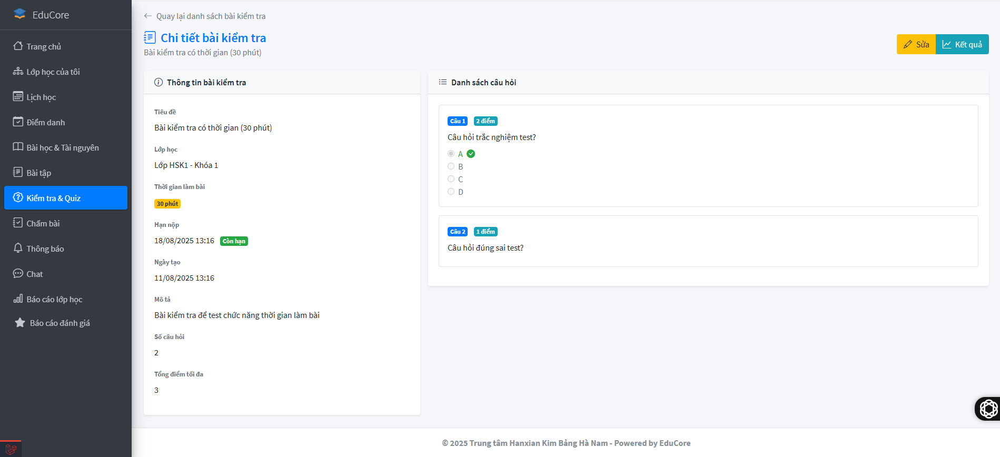 EduCore
Trang chủ
Lớp học của tôi
Lịch học
Điểm danh
Bài học & Tài nguyên
Bài tập
Kiểm tra & Quiz
Chấm bài
Thông báo
Chat
Báo cáo lớp học
Báo cáo đánh giá
Quay lại danh sách bài kiểm tra
Chi tiết bài kiểm tra
Bài kiểm tra có thời gian (30 phút)
Sửa
Kết quả
Thông tin bài kiểm tra
Tiêu đề
Bài kiểm tra có thời gian (30 phút)
Lớp học
Lớp HSK1 - Khóa 1
Thời gian làm bài
30 phút
Hạn nộp
18/08/2025 13:16 Còn hạn
Ngày tạo
11/08/2025 13:16
Mô tả
Bài kiểm tra để test chức năng thời gian làm bài
Số câu hỏi
2
Tổng điểm tối đa
3
Danh sách câu hỏi
Câu 1 2 điểm
Câu hỏi trắc nghiệm test?
A
B
C
D
Câu 2 1 điểm
Câu hỏi đúng sai test?
© 2025 Trung tâm Hanxian Kim Bảng Hà Nam - Powered by EduCore